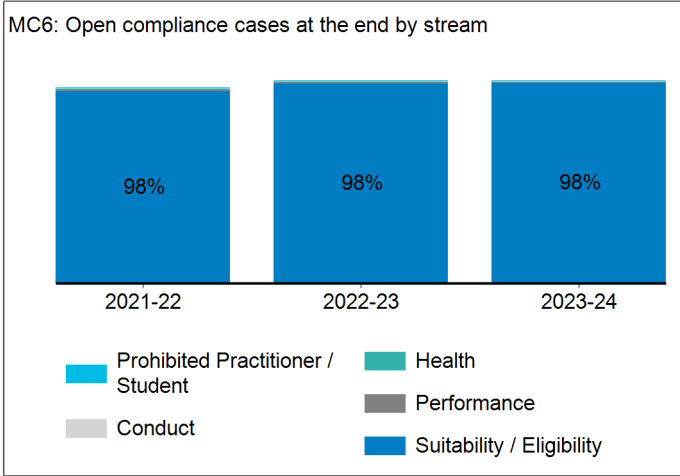 MC6: Open compliance cases at the end by stream
98%
98%
98%
2021-22
2022-23
2023-24
Prohibited Practitioner /
Student
Conduct
Health
Performance
Suitability / Eligibility